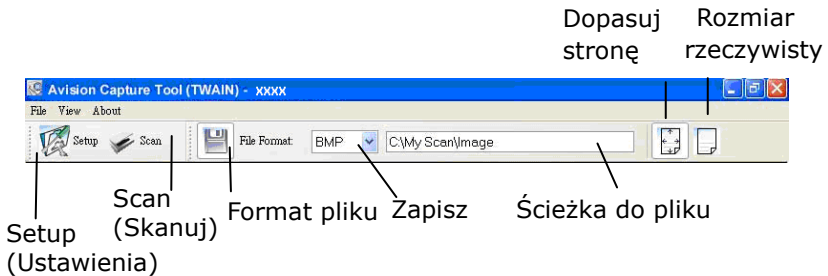 Dopasuj stronę
Rozmiar rzeczywisty
Avision Capture Tool (TWAIN) - xxxx
File View About
Setup Scan File Format: BMP C:\My Scan\Image
Scan (Skanuj)
Format pliku
Zapisz
Ścieżka do pliku
Setup (Ustawienia)